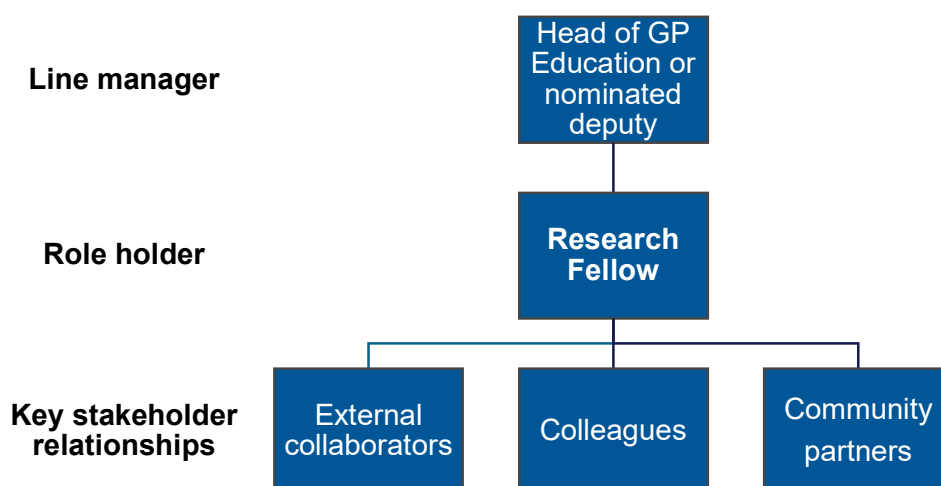 Line manager
Head of GP
Education or
nominated
deputy
Role holder
Research
Fellow
Key stakeholder
relationships
External
collaborators
Colleagues
Community
partners